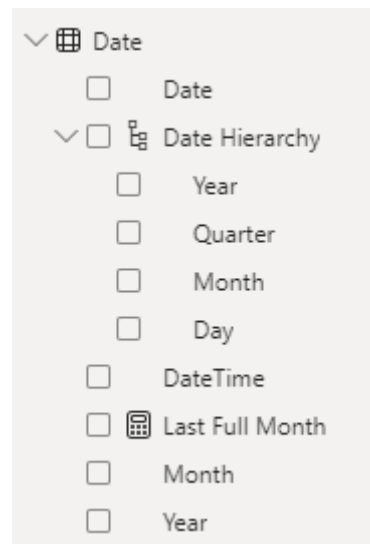 Date
Date
Date Hierarchy
Year
Quarter
Month
Day
DateTime
Last Full Month
Month
Year